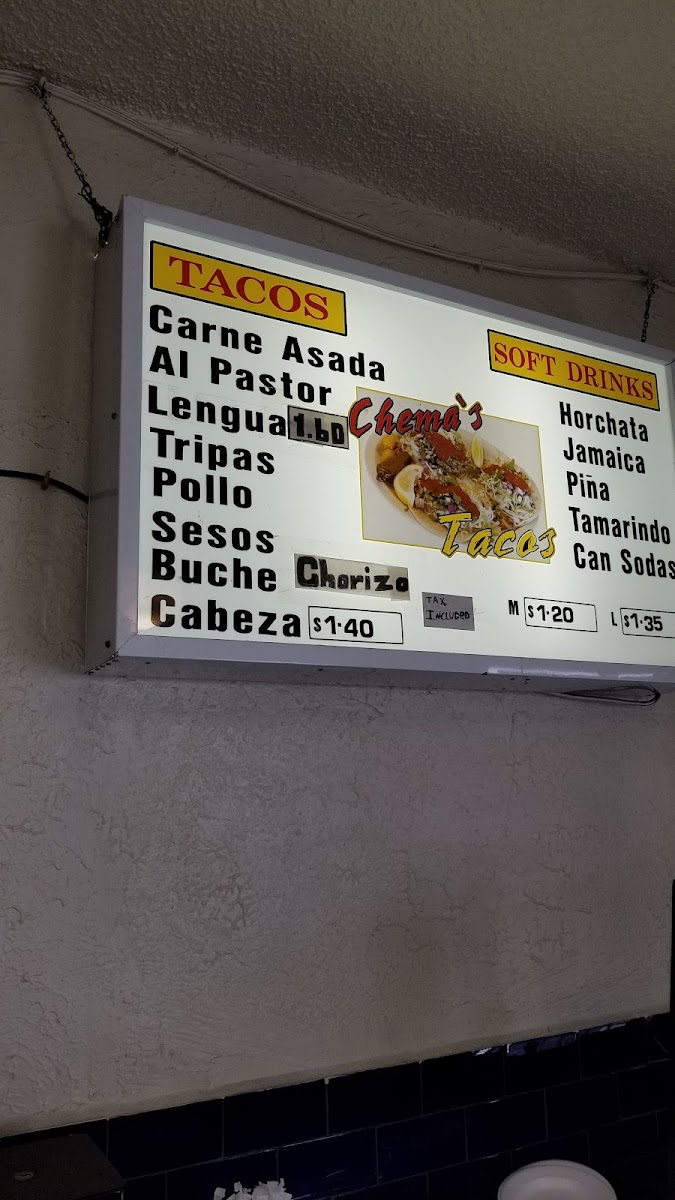 TACOS
Carne Asada
Al Pastor
Lengua 1.60
Tripas
Pollo
Sesos
Buche Chorizo
Cabeza $1.40
Chema's
Tacos
TAX
INCLUDED
SOFT DRINKS
Horchata
Jamaica
Piña
Tamarindo
Can Sodas
M $1.20 L $1.35